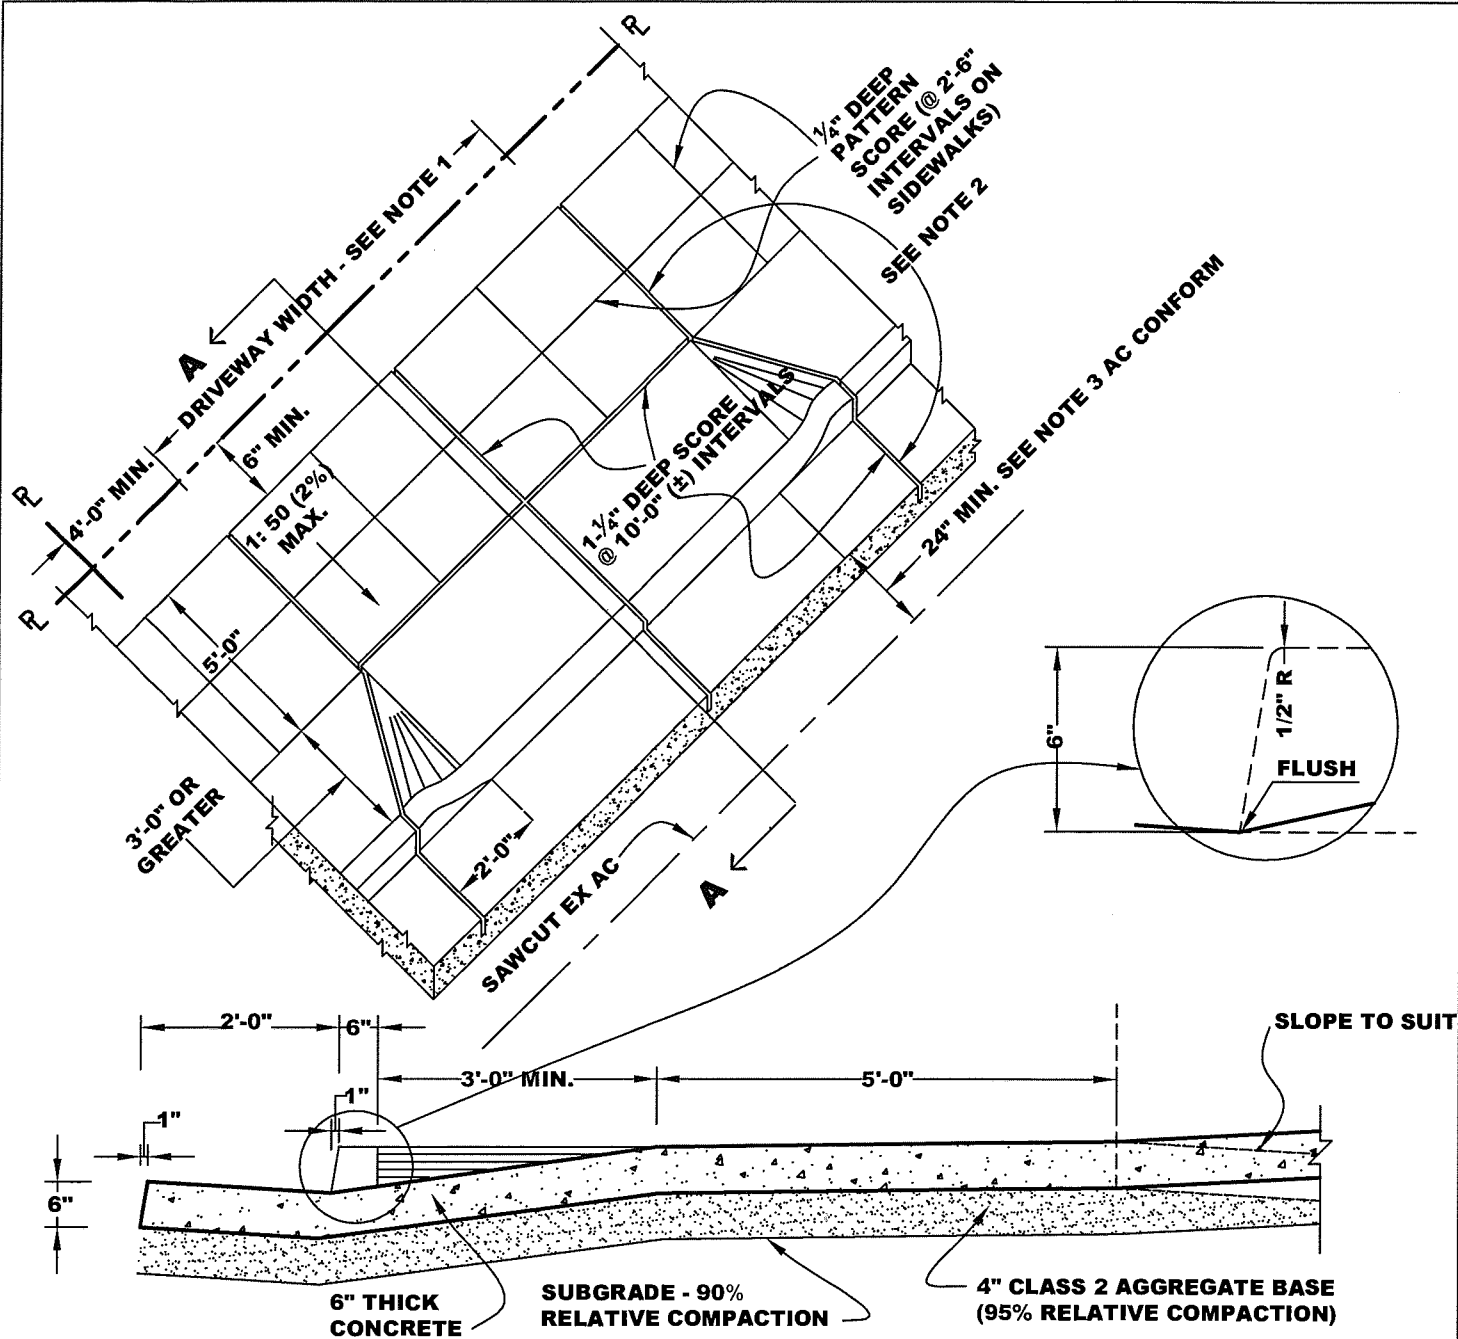 PL
1/4" DEEP
PATTERN
SCORE (@ 2'-6"
INTERVALS ON
SIDEWALKS)
SEE NOTE 2
DRIVEWAY WIDTH - SEE NOTE 1
A
6" MIN.
4'-0" MIN.
PL
PL
1: 50 (2%)
MAX.
1-1/4" DEEP SCORE
@ 10'-0" (±) INTERVALS
24" MIN. SEE NOTE 3 AC CONFORM
5'-0"
3'-0" OR
GREATER
2'-0"
SAWCUT EX AC
A
6"
1/2" R
FLUSH
2'-0"
6"
SLOPE TO SUIT
3'-0" MIN.
5'-0"
1"
1"
6"
6" THICK
CONCRETE
SUBGRADE - 90%
RELATIVE COMPACTION
4" CLASS 2 AGGREGATE BASE
(95% RELATIVE COMPACTION)